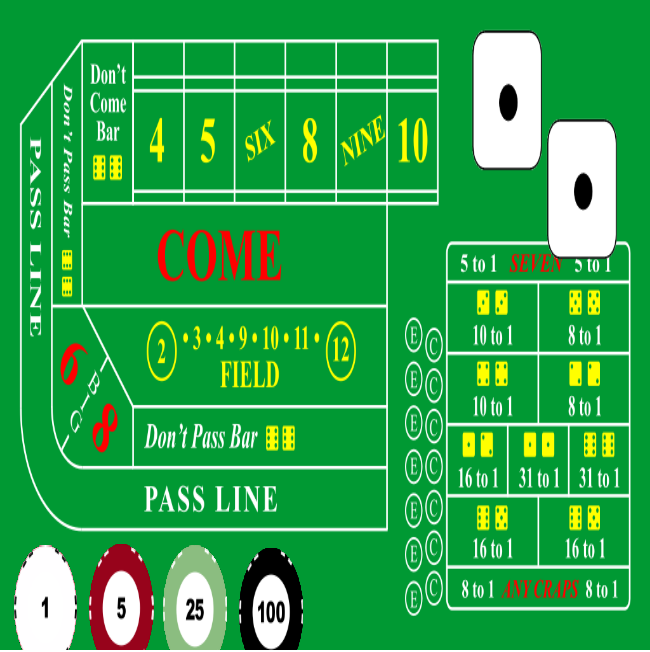 PASS LINE
Don't Pass Bar
Don't
Come
Bar
4 5 SIX 8 NINE 10
COME
2 • 3 • 4 • 9 • 10 • 11 • 12
FIELD
6
BIG
8
Don't Pass Bar
PASS LINE
5 to 1 SEVEN 5 to 1
10 to 1 8 to 1
10 to 1 8 to 1
16 to 1 31 to 1 31 to 1
16 to 1 16 to 1
8 to 1 ANY CRAPS 8 to 1
E C
E C
E C
E C
E C
E C
E C
1 5 25 100